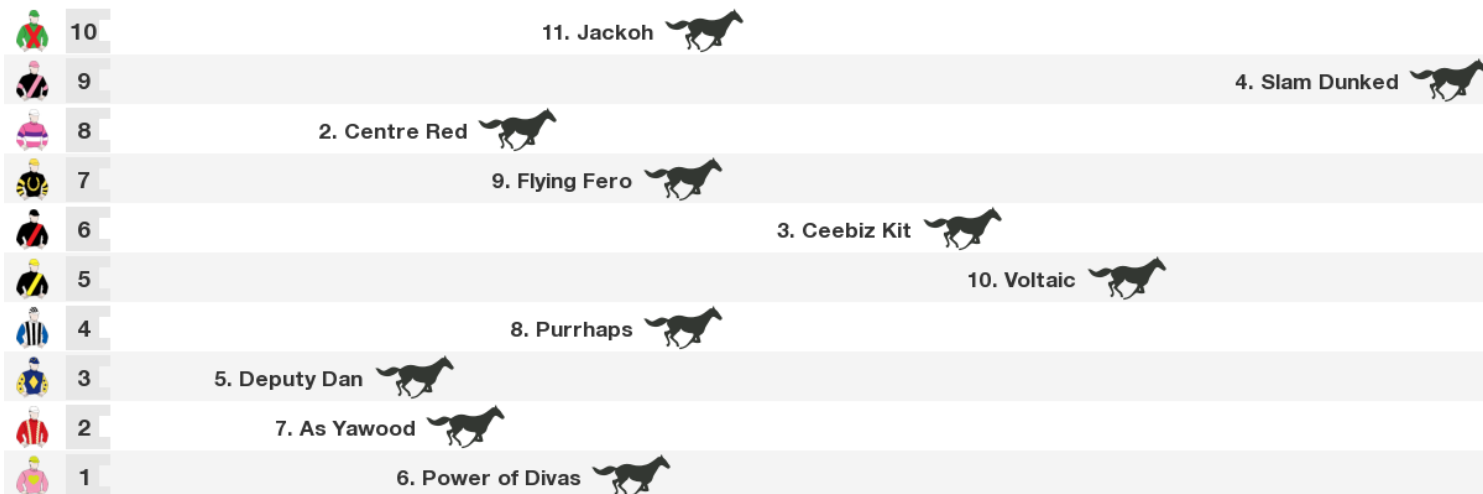 10 11. Jackoh
9 4. Slam Dunked
8 2. Centre Red
7 9. Flying Fero
6 3. Ceebiz Kit
5 10. Voltaic
4 8. Purrhaps
3 5. Deputy Dan
2 7. As Yawood
1 6. Power of Divas